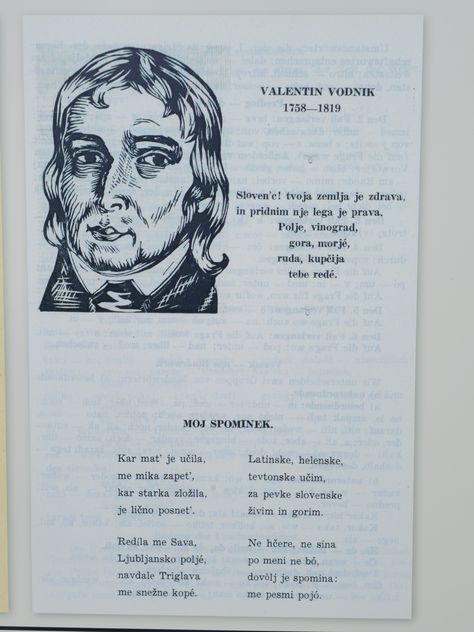 VALENTIN VODNIK
1758—1819
Sloven'c! tvoja zemlja je zdrava,
in pridnim nje lega je prava,
Polje, vinograd,
gora, morjé,
ruda, kupčija
tebe redé.
MOJ SPOMINEK.
Kar mat' je učila,
me mika zapet',
kar starka zložila,
je lično posnet'.
Redíla me Sava,
Ljubljansko poljé,
navdale Triglava
me snežne kopé.
Latinske, helenske,
tevtonske učim,
za pevke slovenske
živim in gorim.
Ne hčere, ne sina
po meni ne bó,
dovòlj je spomina:
me pesmi pojó.